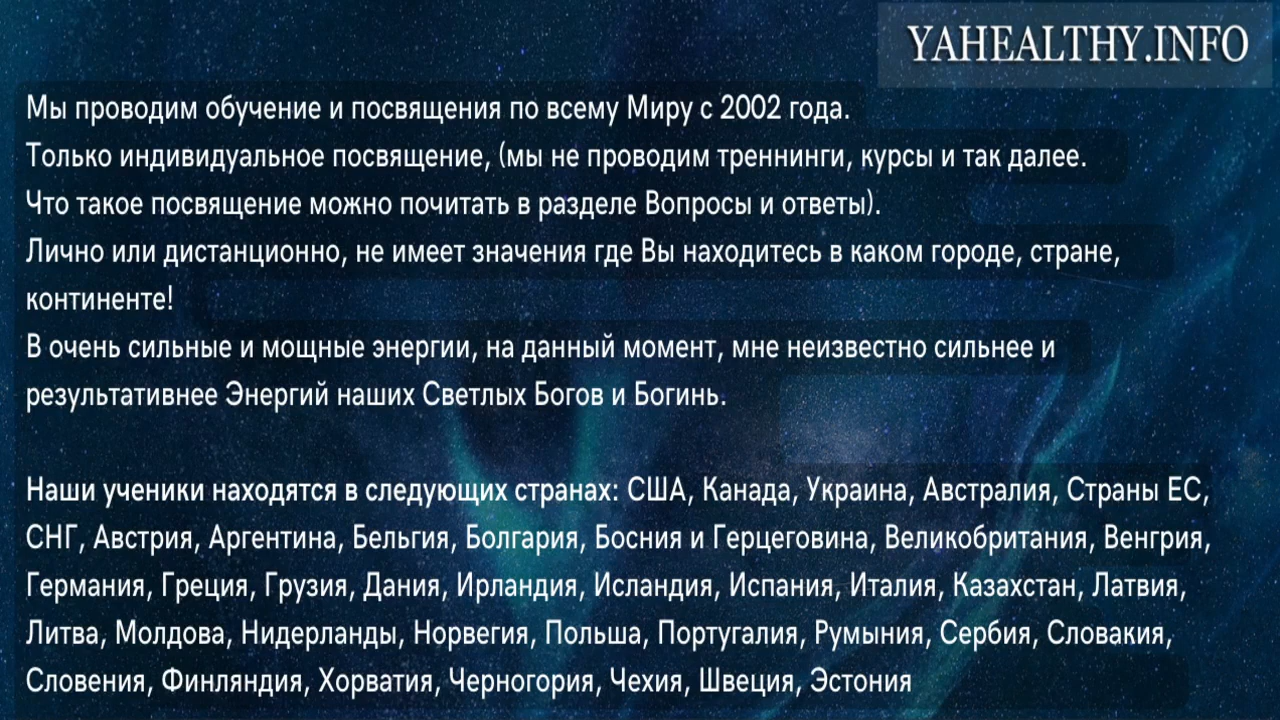 YAHEALTHY.INFO
Мы проводим обучение и посвящения по всему Миру с 2002 года.
Только индивидуальное посвящение, (мы не проводим треннинги, курсы и так далее.
Что такое посвящение можно почитать в разделе Вопросы и ответы).
Лично или дистанционно, не имеет значения где Вы находитесь в каком городе, стране,
континенте!
В очень сильные и мощные энергии, на данный момент, мне неизвестно сильнее и
результативнее Энергий наших Светлых Богов и Богинь.
Наши ученики находятся в следующих странах: США, Канада, Украина, Австралия, Страны ЕС,
СНГ, Австрия, Аргентина, Бельгия, Болгария, Босния и Герцеговина, Великобритания, Венгрия,
Германия, Греция, Грузия, Дания, Ирландия, Исландия, Испания, Италия, Казахстан, Латвия,
Литва, Молдова, Нидерланды, Норвегия, Польша, Португалия, Румыния, Сербия, Словакия,
Словения, Финляндия, Хорватия, Черногория, Чехия, Швеция, Эстония